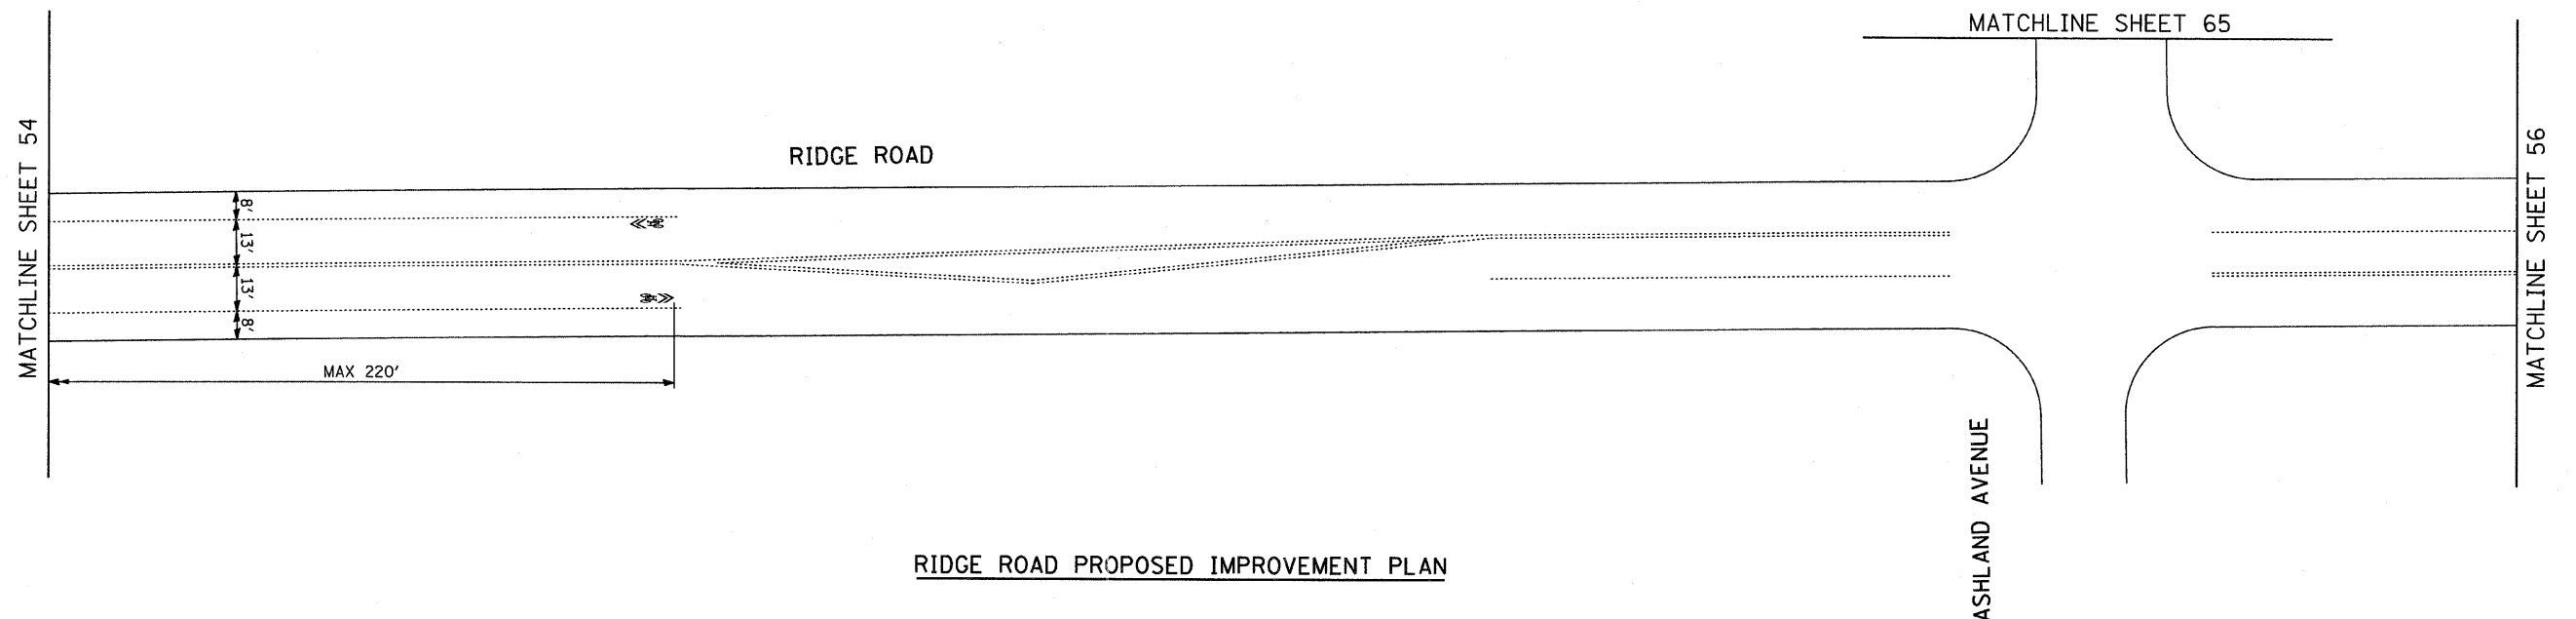 MATCHLINE SHEET 65
MATCHLINE SHEET 54
RIDGE ROAD
MATCHLINE SHEET 56
8'
13'
13'
8'
MAX 220'
ASHLAND AVENUE
RIDGE ROAD PROPOSED IMPROVEMENT PLAN